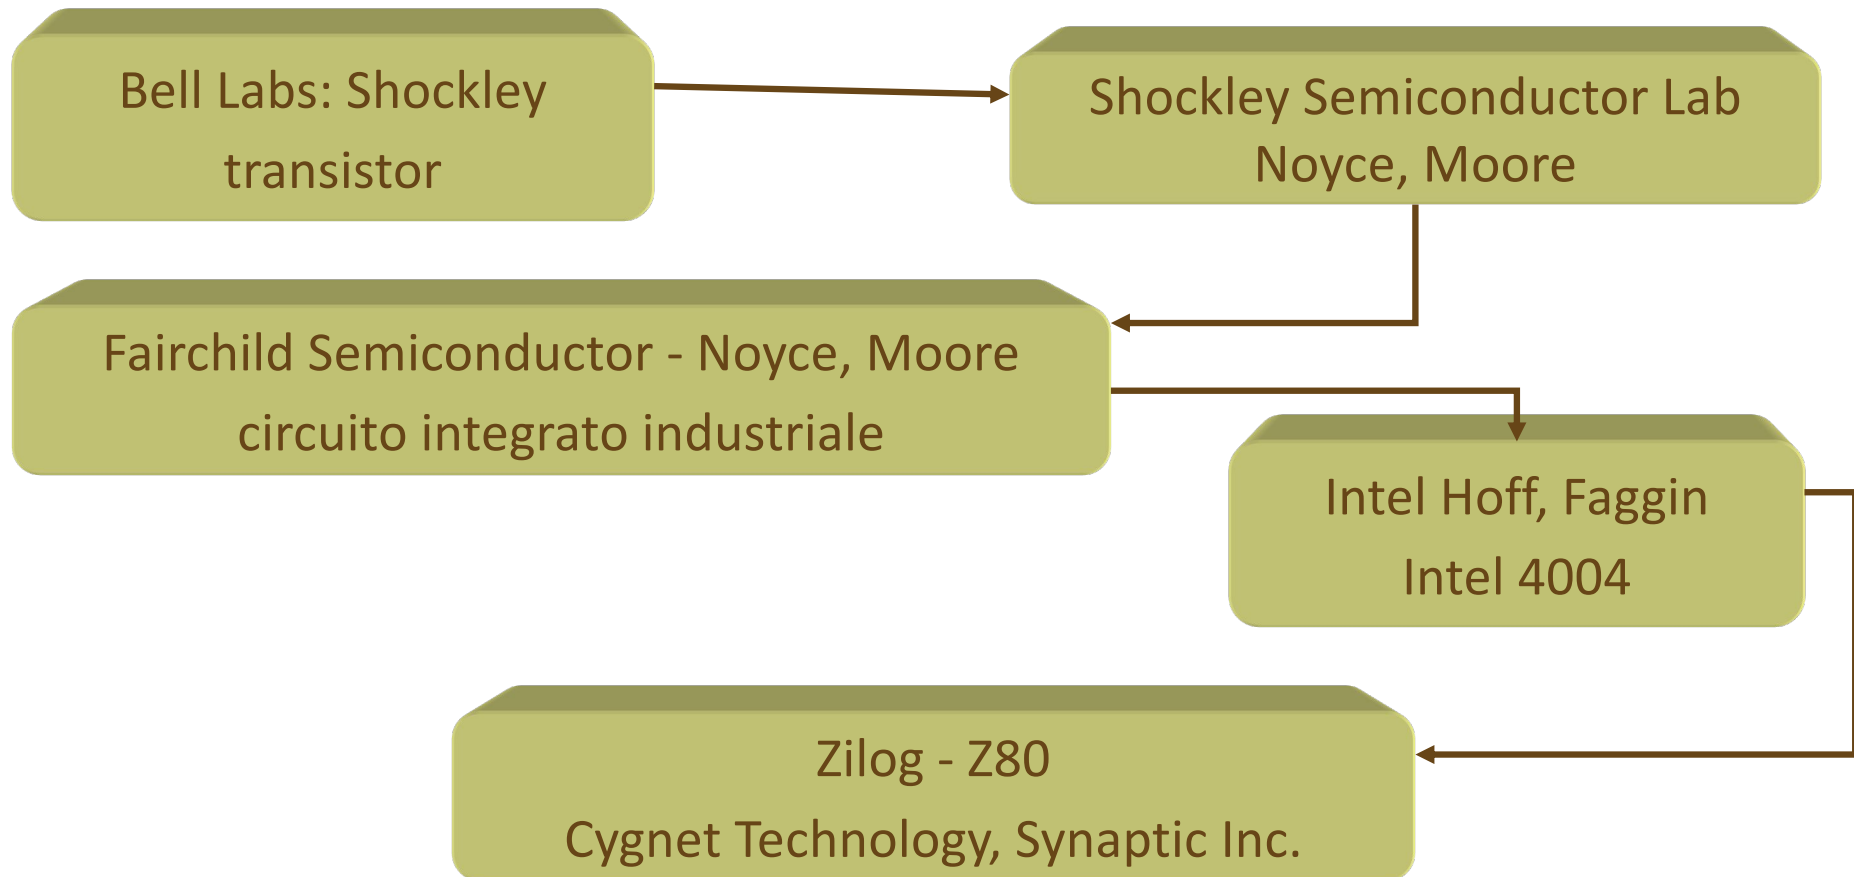 Bell Labs: Shockley
transistor
Shockley Semiconductor Lab
Noyce, Moore
Fairchild Semiconductor - Noyce, Moore
circuito integrato industriale
Intel Hoff, Faggin
Intel 4004
Zilog - Z80
Cygnet Technology, Synaptic Inc.